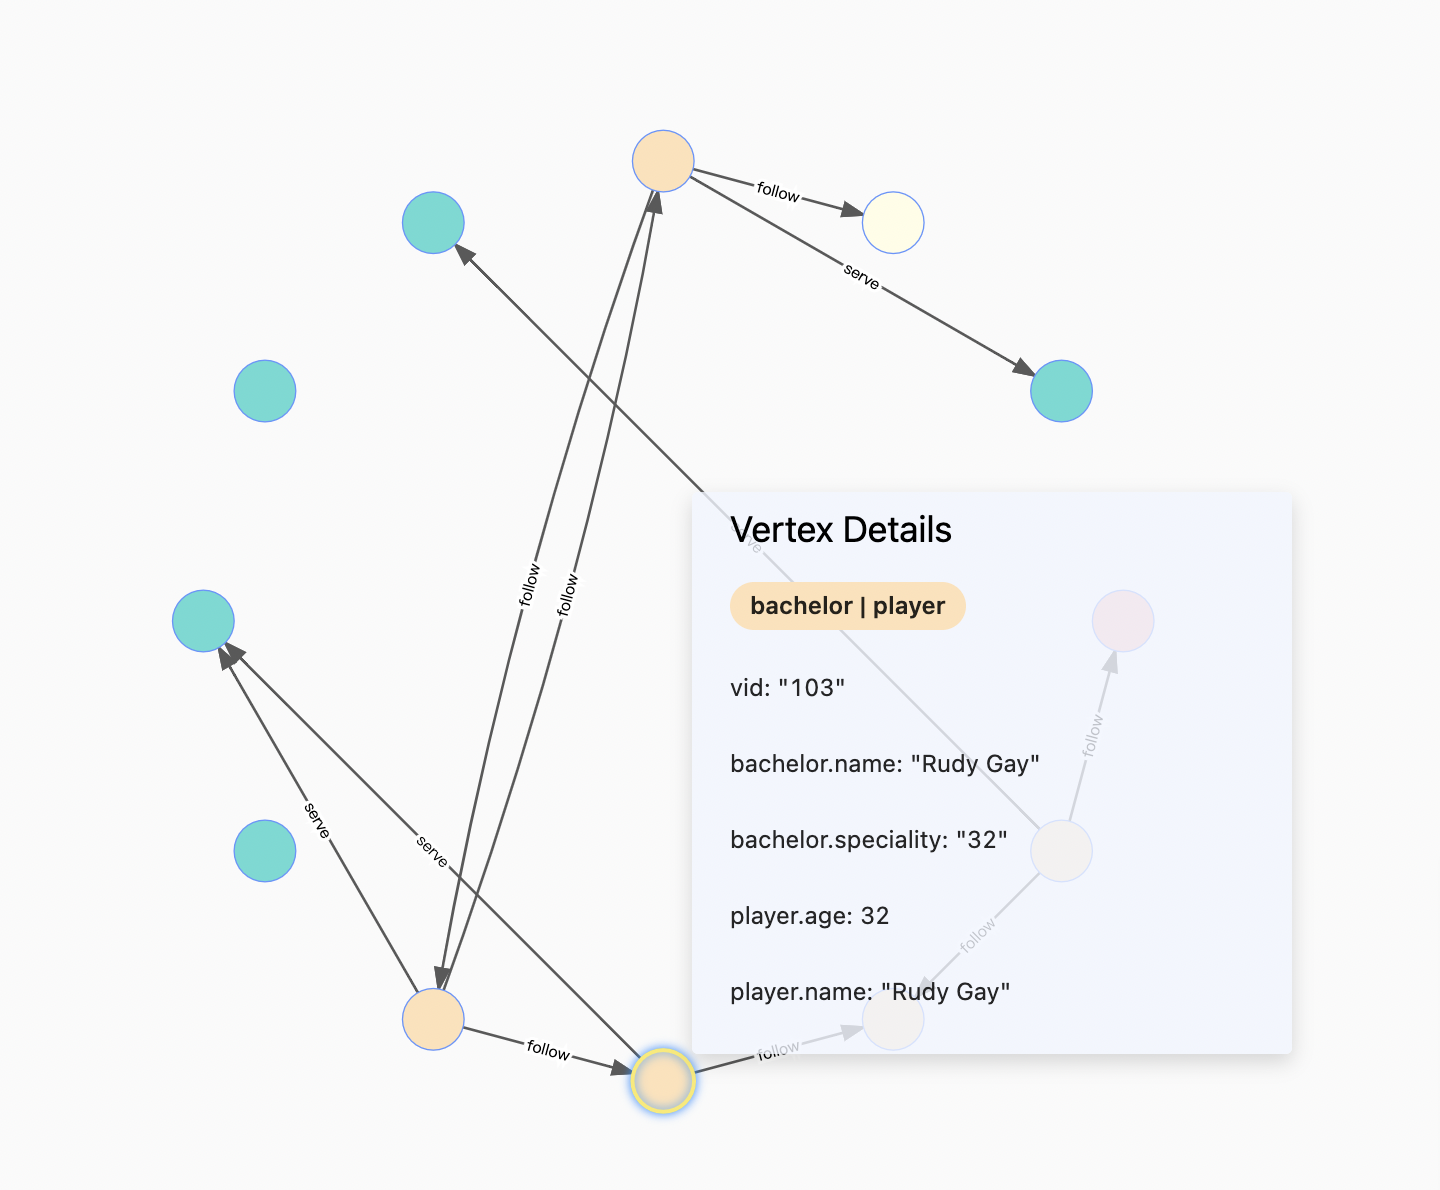 follow
serve
Vertex Details
follow
follow
bachelor | player
vid: "103"
follow
bachelor.name: "Rudy Gay"
serve
serve
bachelor.speciality: "32"
player.age: 32
follow
player.name: "Rudy Gay"
follow
follow